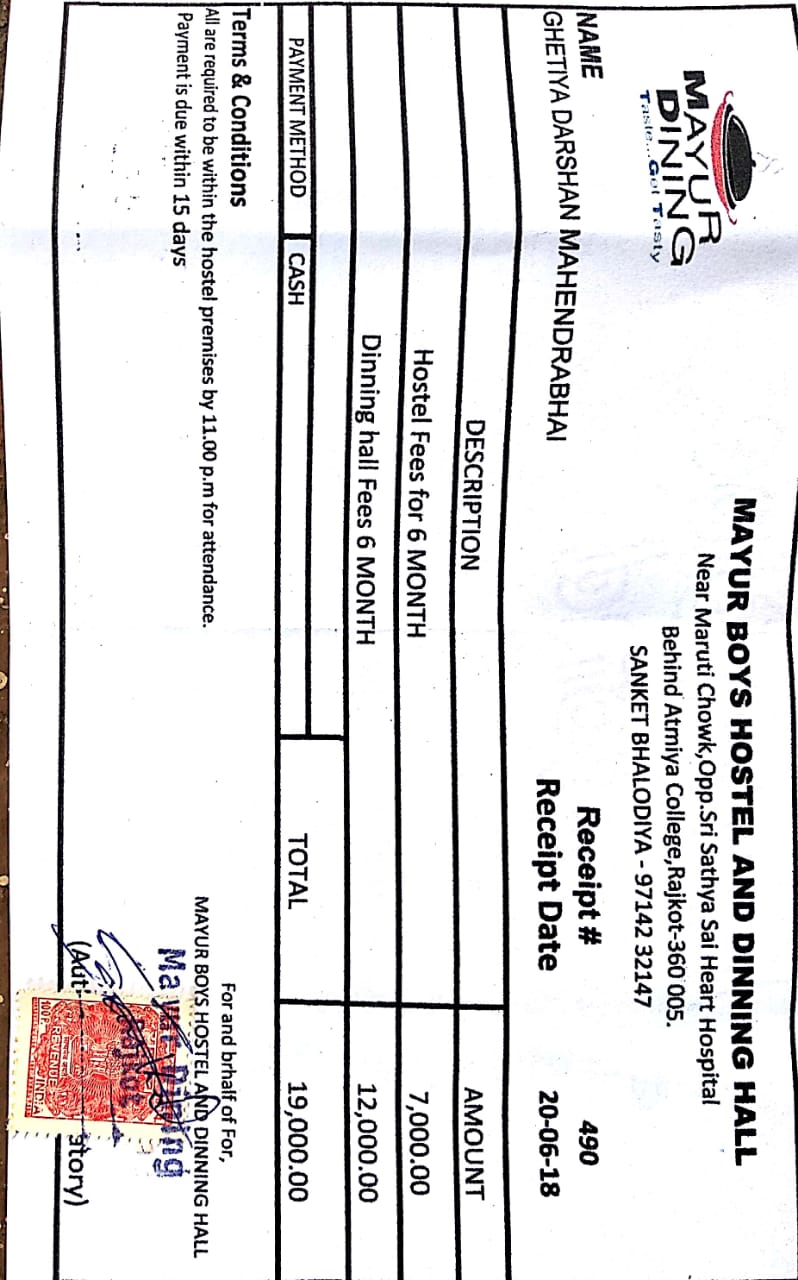 MAYUR
DINING
Taste...Get Tasty
MAYUR BOYS HOSTEL AND DINNING HALL
Near Maruti Chowk,Opp.Sri Sathya Sai Heart Hospital
Behind Atmiya College,Rajkot-360 005.
SANKET BHALODIYA - 97142 32147
NAME Receipt # 490
GHETIYA DARSHAN MAHENDRABHAI Receipt Date 20-06-18
DESCRIPTION AMOUNT
Hostel Fees for 6 MONTH 7,000.00
Dinning hall Fees 6 MONTH 12,000.00
PAYMENT METHOD CASH TOTAL 19,000.00
Terms & Conditions
All are required to be within the hostel premises by 11.00 p.m for attendance.
Payment is due within 15 days
For and brhalf of For,
MAYUR BOYS HOSTEL AND DINNING HALL
Mayur Dining
Rajkot
REVENUE
INDIA